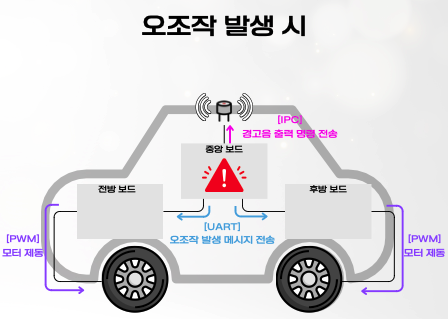 오조작 발생 시
[IPC]
경고음 출력 명령 전송
중앙 보드
전방 보드
후방 보드
[UART]
오조작 발생 메시지 전송
[PWM]
모터 제동
[PWM]
모터 제동